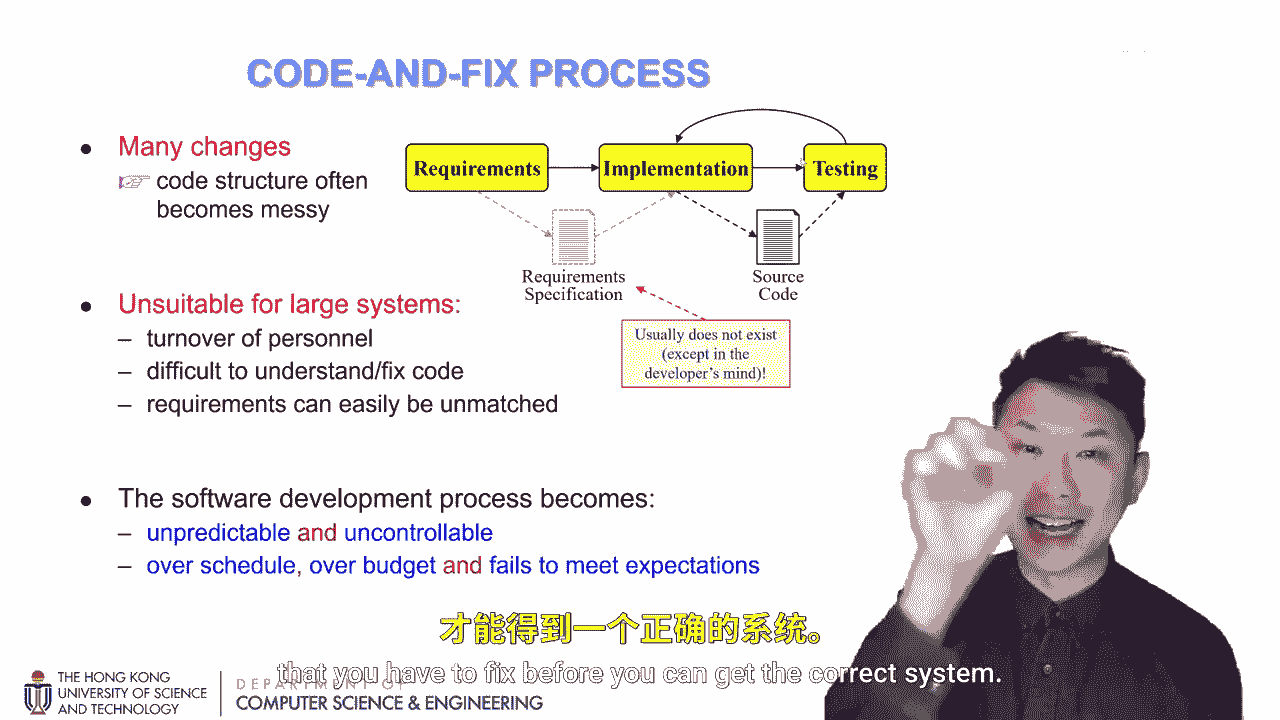 CODE-AND-FIX PROCESS
● Many changes
☞ code structure often
becomes messy
Requirements
Implementation
Testing
Requirements
Specification
Source
Code
Usually does not exist
(except in the
developer's mind)!
● Unsuitable for large systems:
– turnover of personnel
– difficult to understand/fix code
– requirements can easily be unmatched
● The software development process becomes:
– unpredictable and uncontrollable
– over schedule, over budget and fails to meet expectations
才能得到一个正确的系统。
that you have to fix before you can get the correct system.
THE HONG KONG
UNIVERSITY OF SCIENCE
AND TECHNOLOGY
DEPARTMENT OF
COMPUTER SCIENCE & ENGINEERING